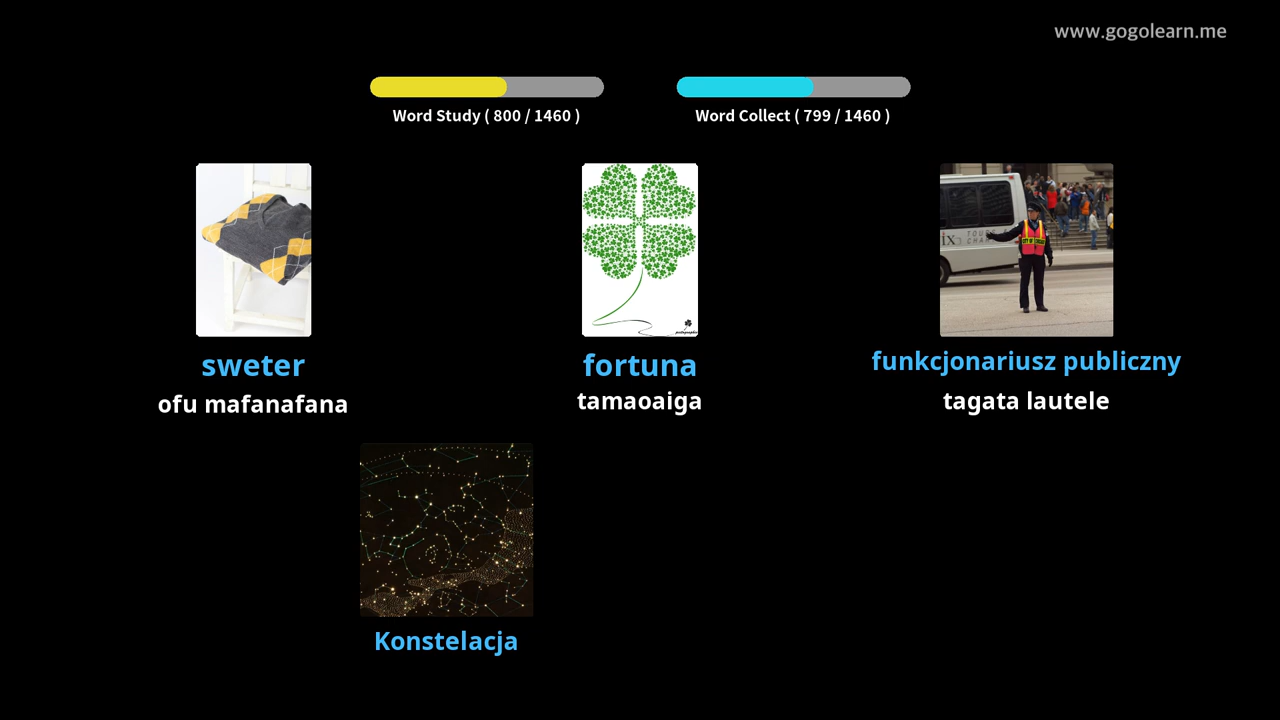 www.gogolearn.me
Word Study ( 800 / 1460 )
Word Collect ( 799 / 1460 )
sweter
ofu mafanafana
fortuna
tamaoaiga
funkcjonariusz publiczny
tagata lautele
Konstelacja